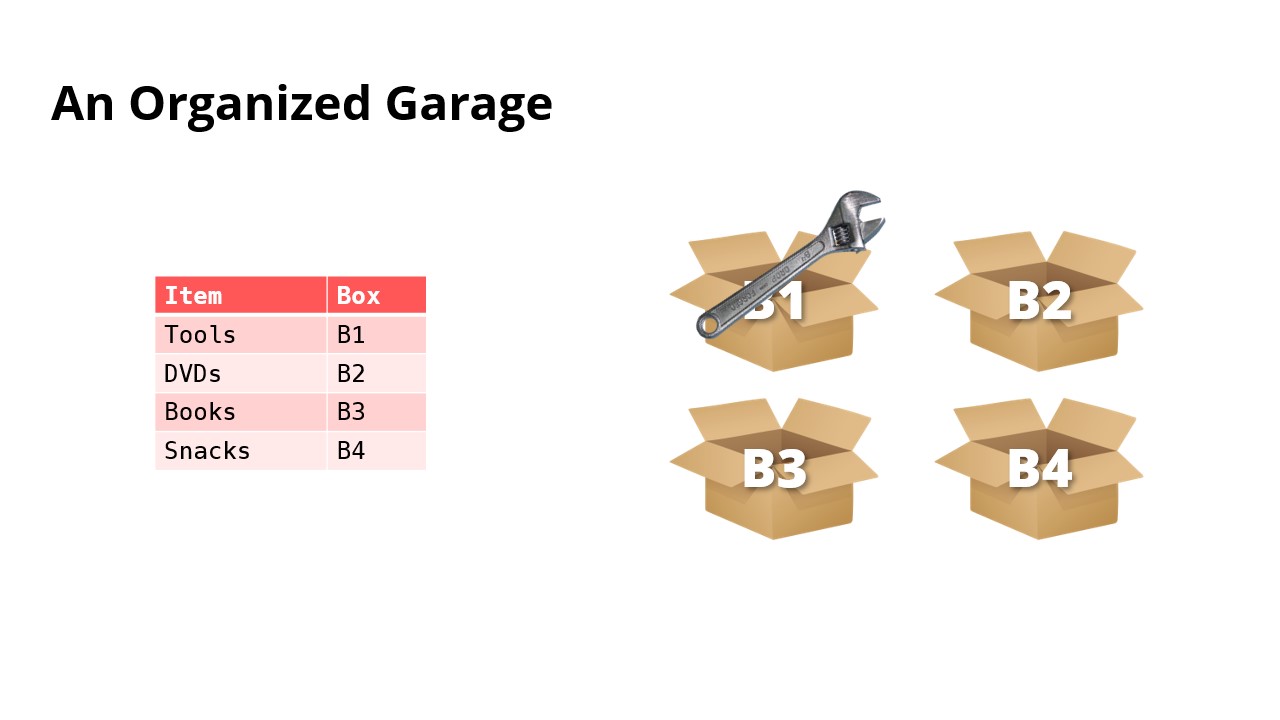 An Organized Garage
Item Box
Tools B1
DVDs B2
Books B3
Snacks B4
B1 B2
B3 B4